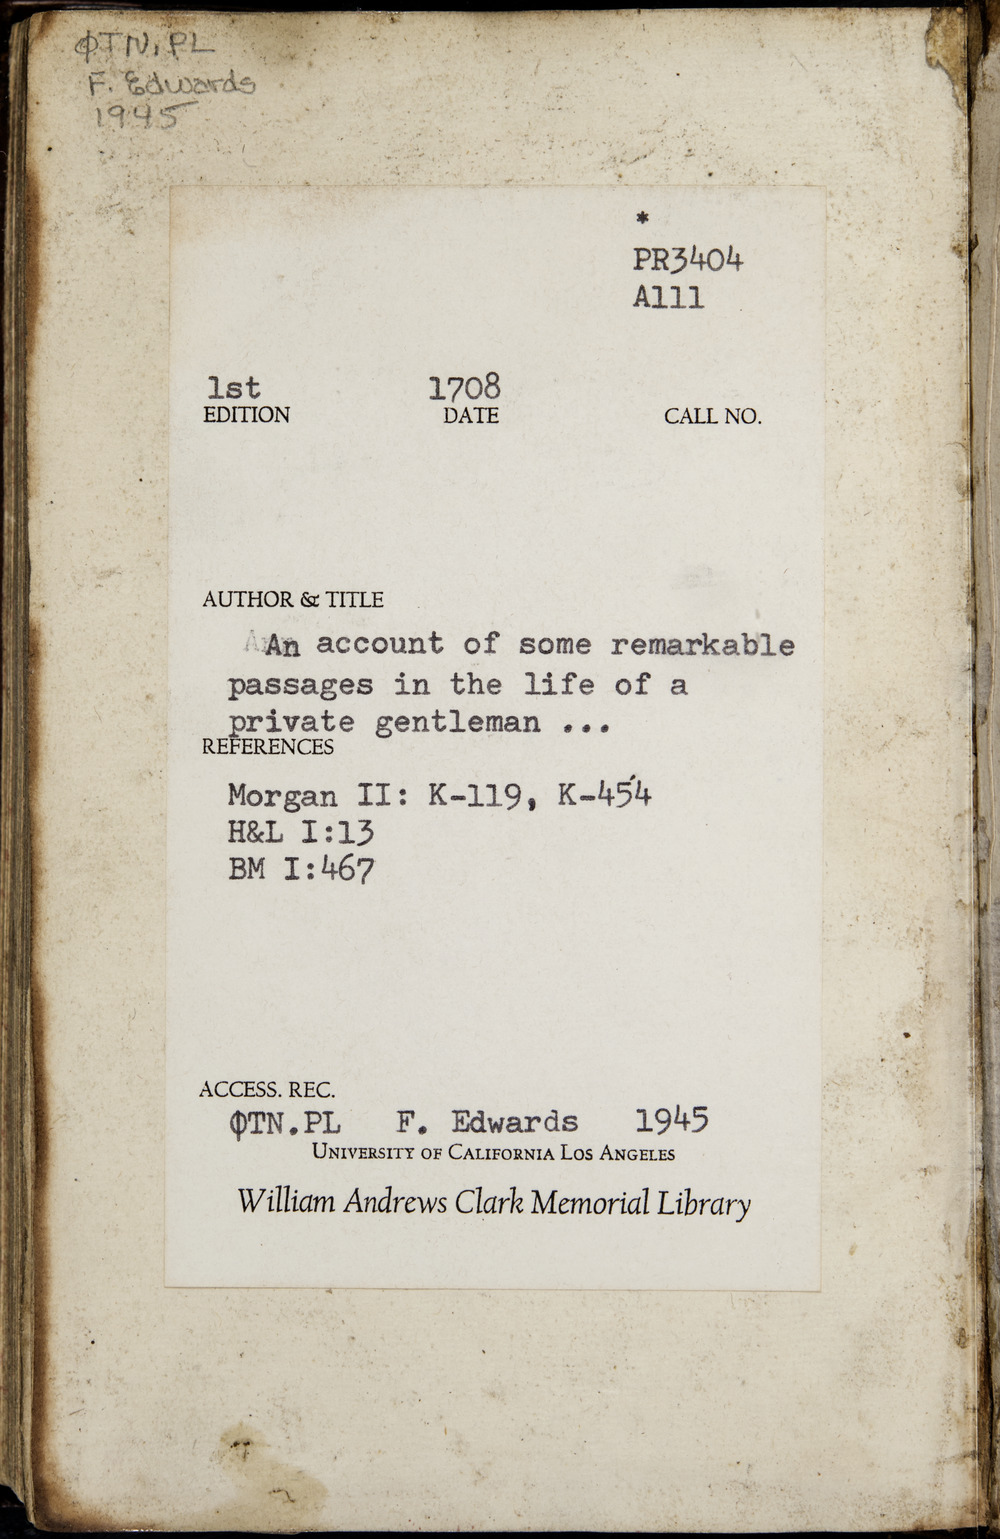 ΦTN.PL
F. Edwards
1945
*
PR3404
A111
1st 1708
EDITION DATE CALL NO.
AUTHOR & TITLE
An account of some remarkable
passages in the life of a
private gentleman ...
REFERENCES
Morgan II: K-119, K-454
H&L I:13
BM I:467
ACCESS. REC.
ΦTN.PL F. Edwards 1945
UNIVERSITY OF CALIFORNIA LOS ANGELES
William Andrews Clark Memorial Library